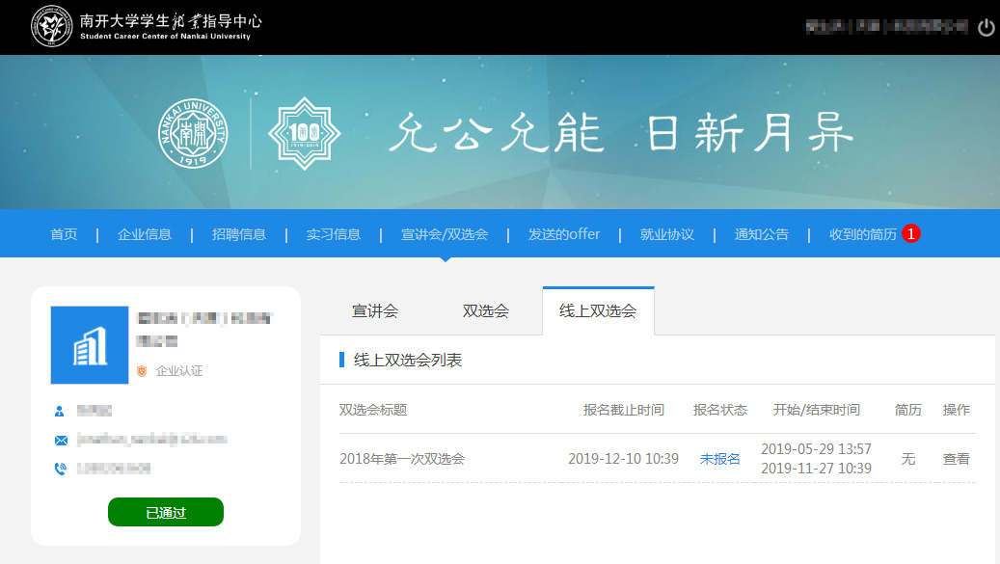 南开大学学生就业指导中心
Student Career Center of Nankai University
NANKAI UNIVERSITY
南開
1919
100
1919-2019
允公允能 日新月异
首页 | 企业信息 | 招聘信息 | 实习信息 | 宣讲会/双选会 | 发送的offer | 就业协议 | 通知公告 | 收到的简历 1
企业认证
已通过
宣讲会 双选会 线上双选会
线上双选会列表
双选会标题 报名截止时间 报名状态 开始/结束时间 简历 操作
2018年第一次双选会 2019-12-10 10:39 未报名 2019-05-29 13:57 无 查看
2019-11-27 10:39